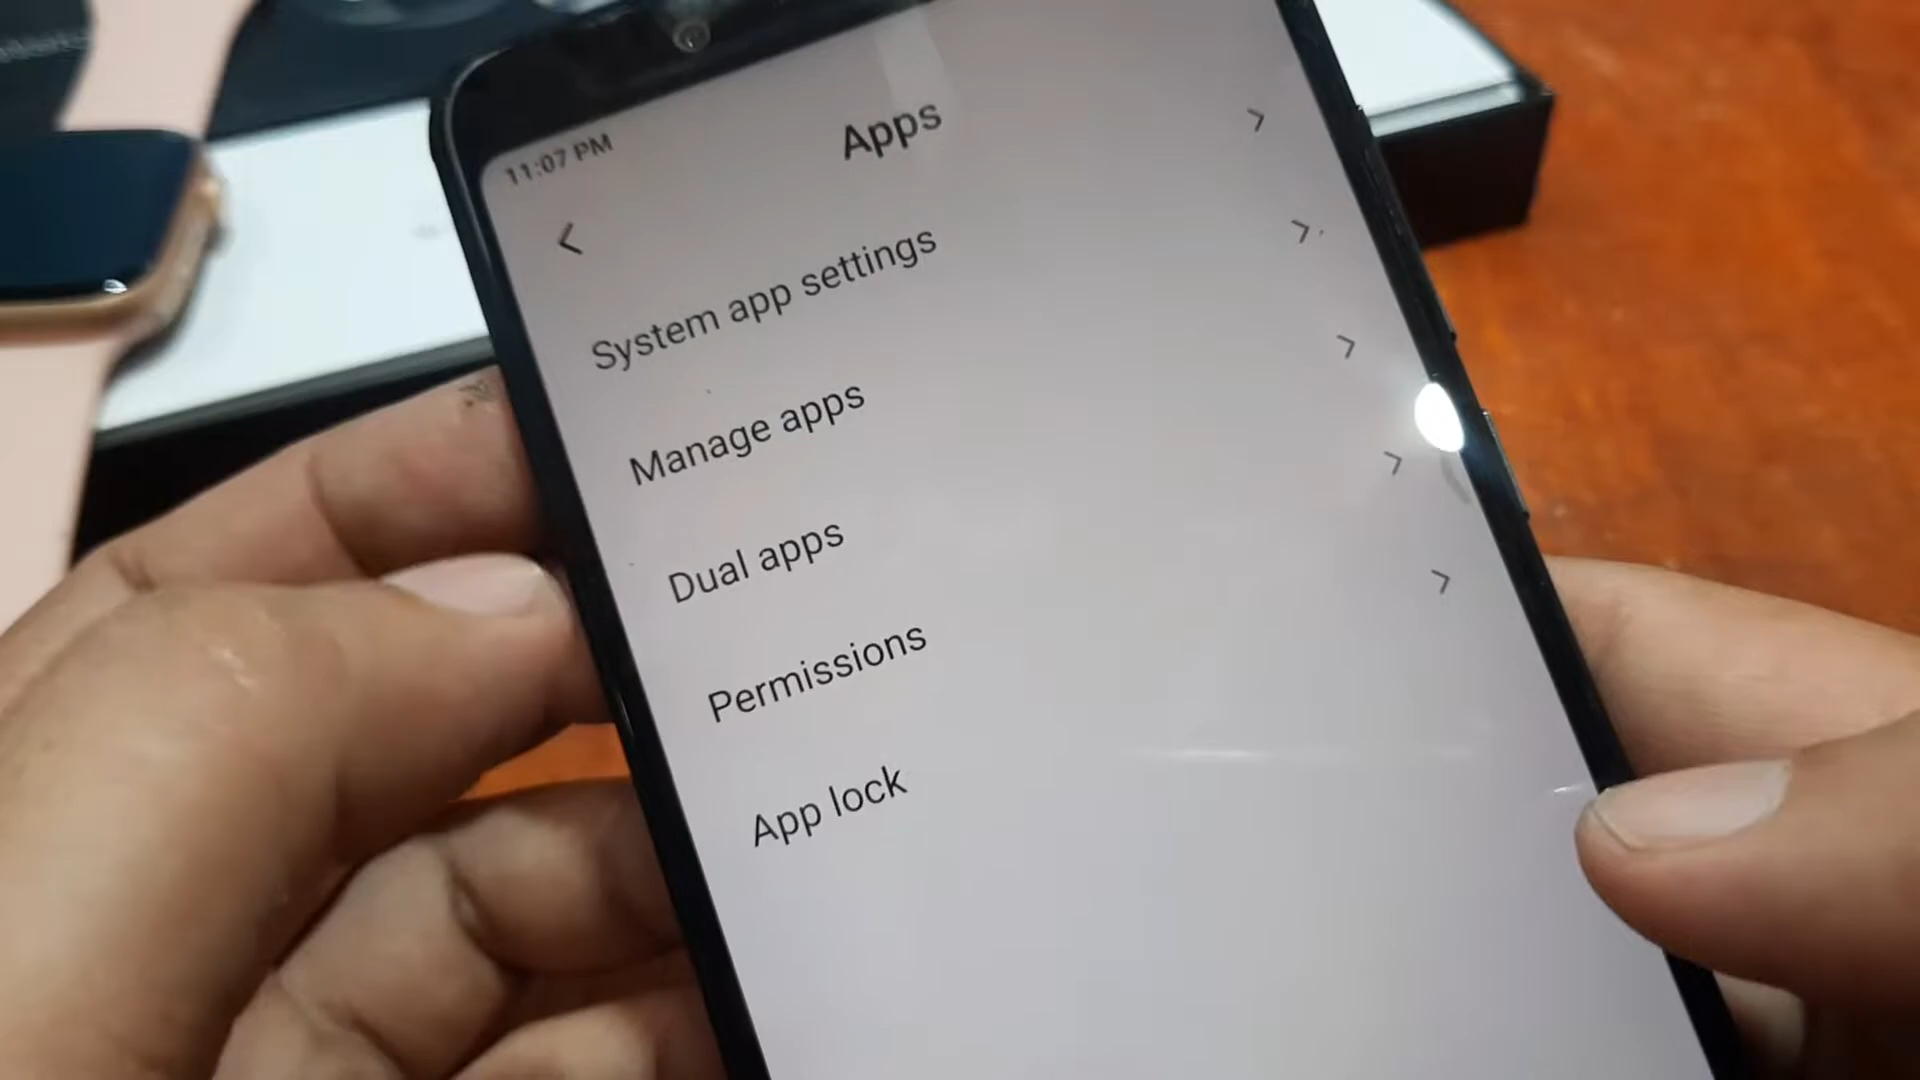 11:07 PM
Apps
System app settings
Manage apps
Dual apps
Permissions
App lock